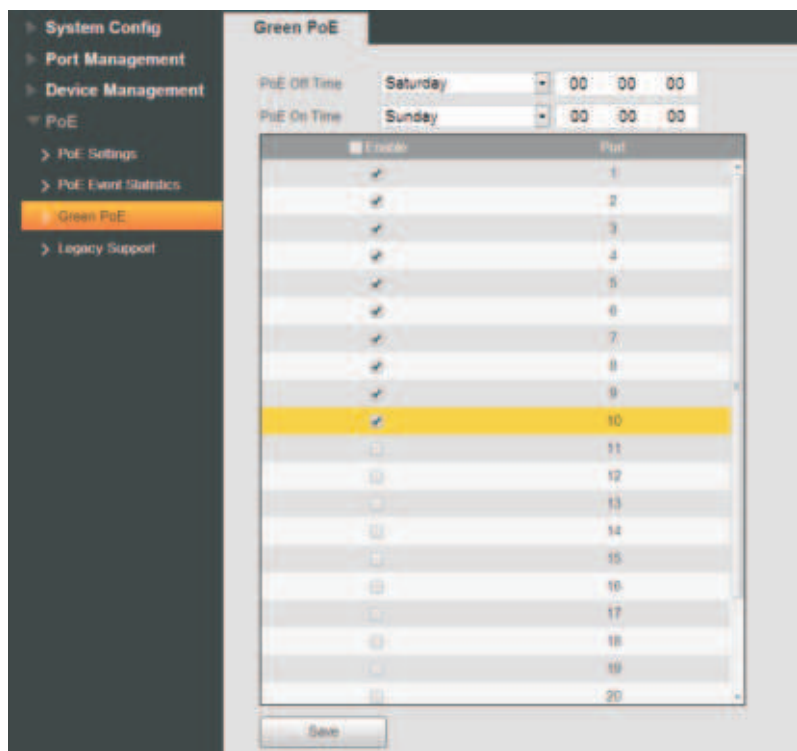 System Config
Port Management
Device Management
PoE
PoE Settings
PoE Event Statistics
Green PoE
Legacy Support
Green PoE
PoE Off Time Saturday 00 00 00
PoE On Time Sunday 00 00 00
Enable Port
1
2
3
4
5
6
7
8
9
10
11
12
13
14
15
16
17
18
19
20
Save